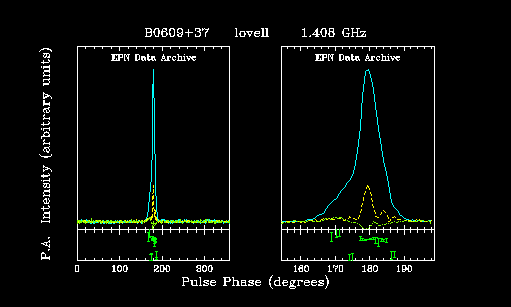 B0609+37 lovell 1.408 GHz
EPN Data Archive EPN Data Archive
P.A. Intensity (arbitrary units)
0 100 200 300 160 170 180 190
Pulse Phase (degrees)